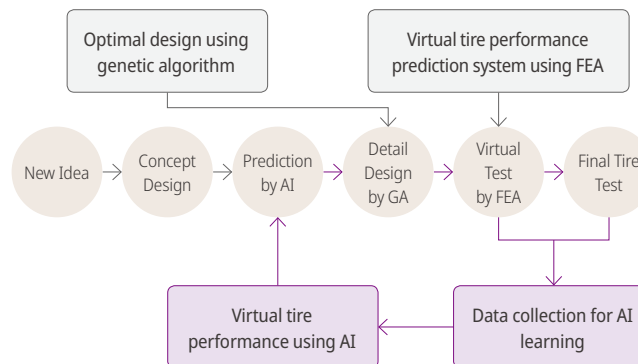 Optimal design using
genetic algorithm
Virtual tire performance
prediction system using FEA
New Idea
Concept
Design
Prediction
by AI
Detail
Design
by GA
Virtual
Test
by FEA
Final Tire
Test
Virtual tire
performance using AI
Data collection for AI
learning